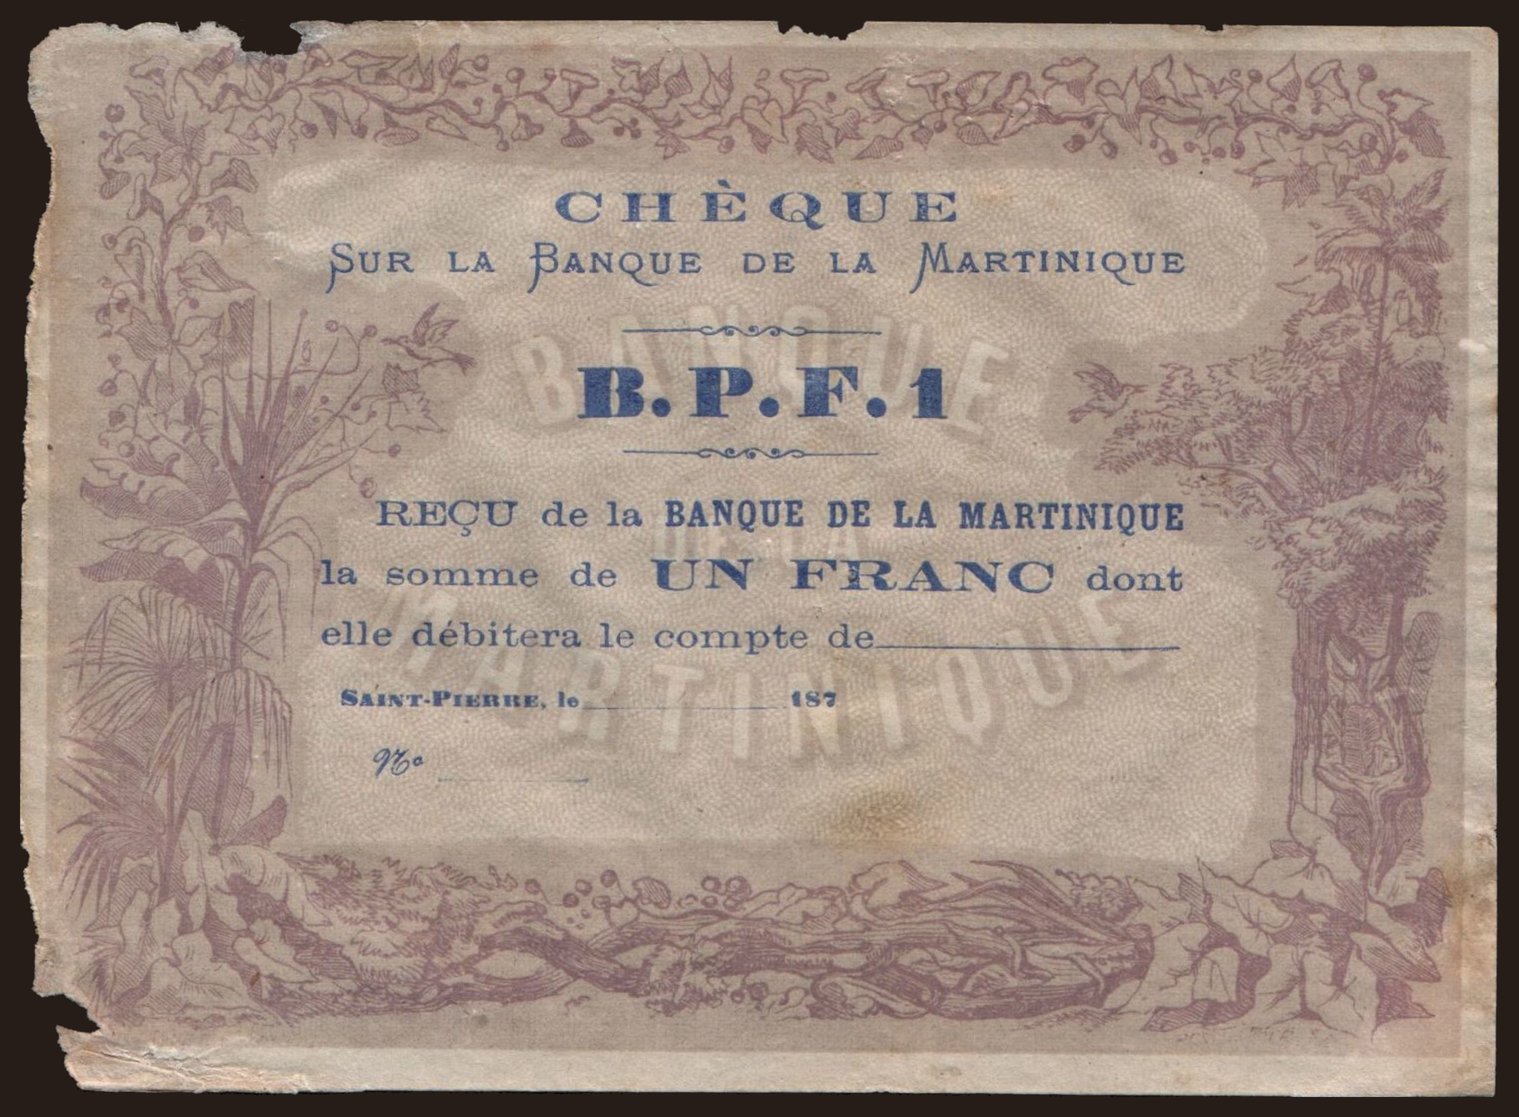 CHÈQUE
SUR LA BANQUE DE LA MARTINIQUE
BANQUE
B.P.F.1
REÇU de la BANQUE DE LA MARTINIQUE
DE LA
la somme de UN FRANC dont
elle débitera le compte de
MARTINIQUE
SAINT-PIERRE, le 187
No